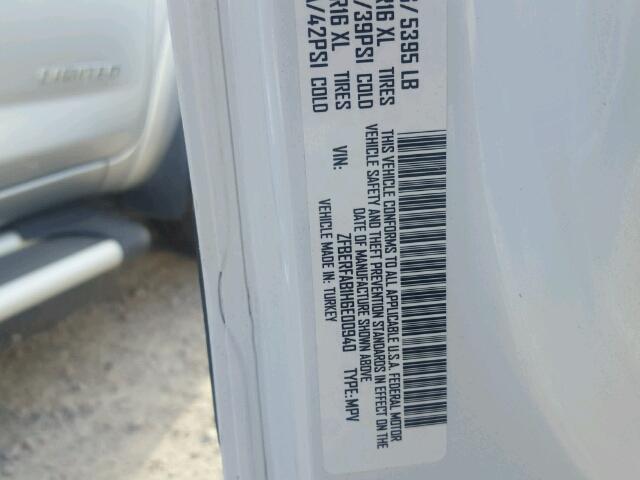 / 5395 LB
R16 XL TIRES
/39PSI COLD
R16 XL TIRES
/42PSI COLD
THIS VEHICLE CONFORMS TO ALL APPLICABLE U.S.A. FEDERAL MOTOR
VEHICLE SAFETY AND THEFT PREVENTION STANDARDS IN EFFECT ON THE
DATE OF MANUFACTURE SHOWN ABOVE
VIN: ZFBERFAB1H6E00940 TYPE: MPV
VEHICLE MADE IN: TURKEY
LIMITED